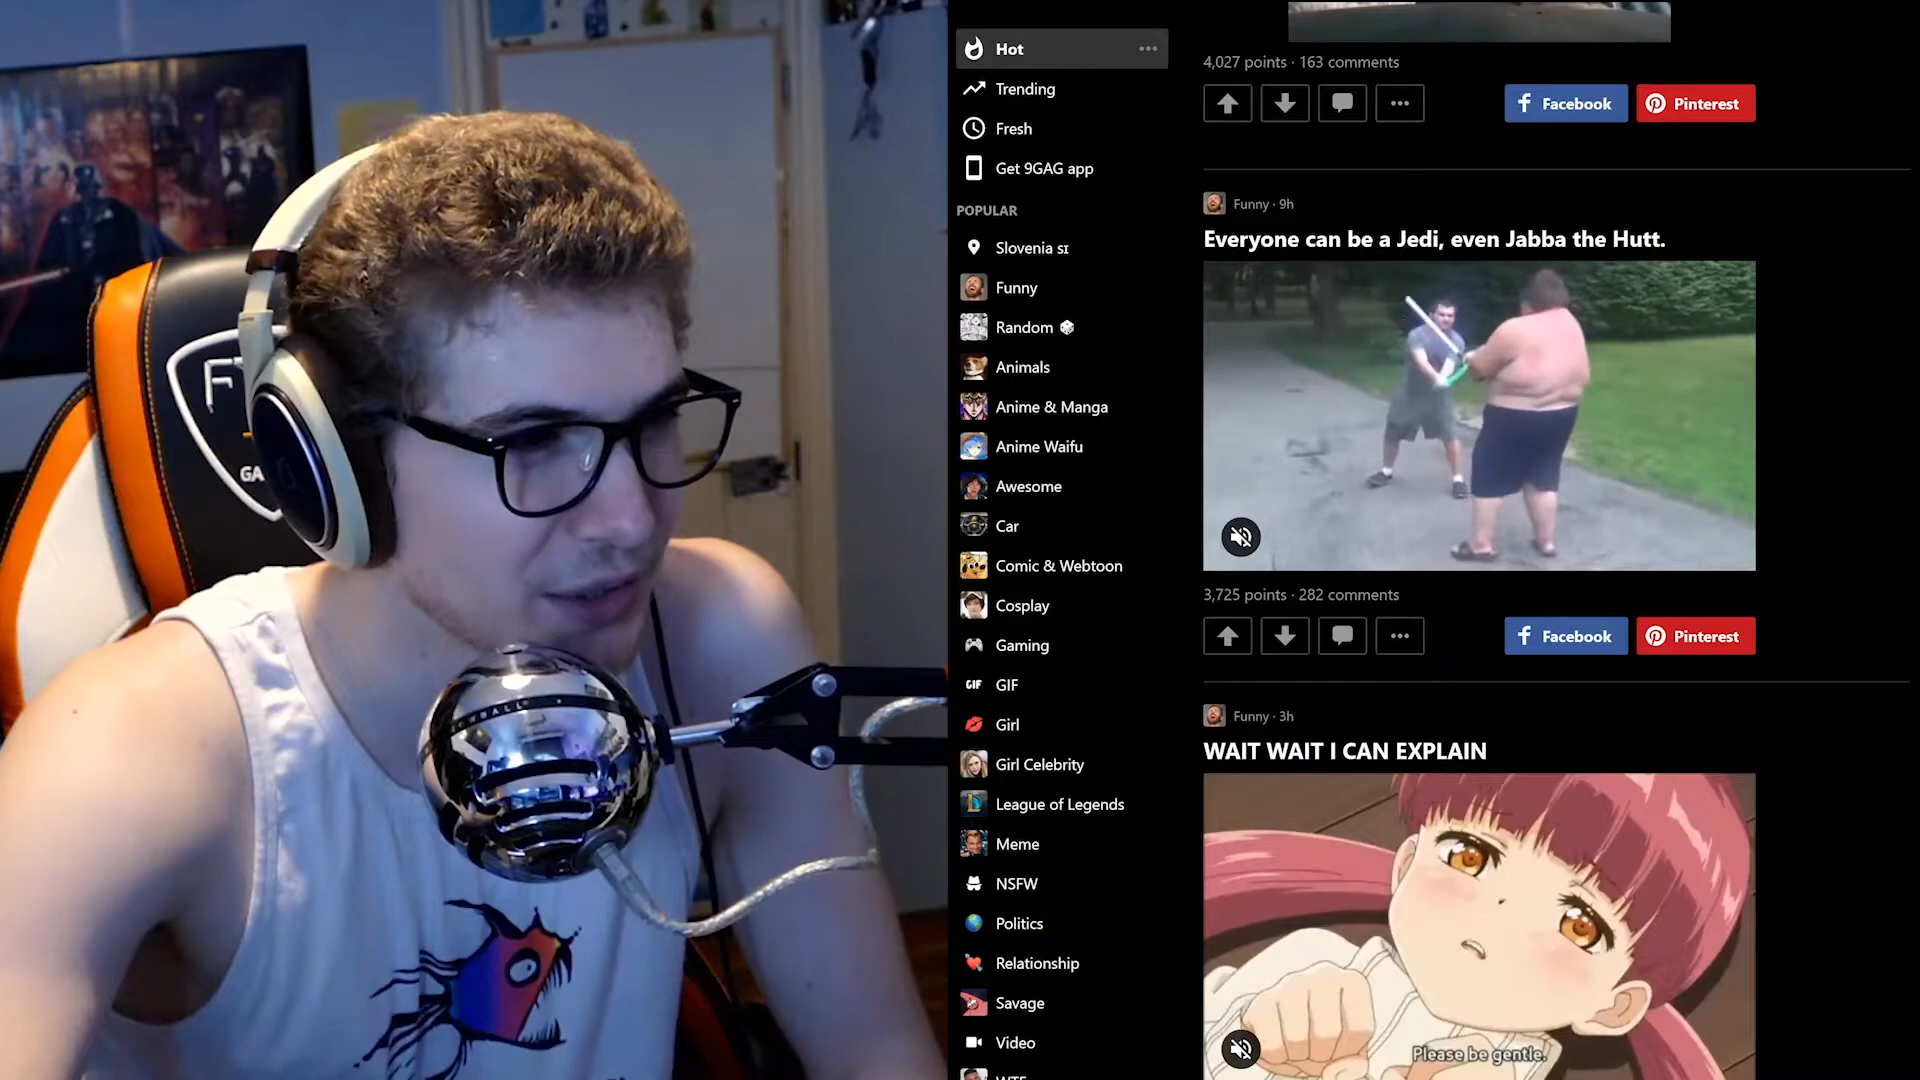 Hot
Trending
Fresh
Get 9GAG app
POPULAR
Slovenia SI
Funny
Random
Animals
Anime & Manga
Anime Waifu
Awesome
Car
Comic & Webtoon
Cosplay
Gaming
GIF GIF
Girl
Girl Celebrity
League of Legends
Meme
NSFW
Politics
Relationship
Savage
Video
4,027 points · 163 comments
Facebook
Pinterest
Funny · 9h
Everyone can be a Jedi, even Jabba the Hutt.
3,725 points · 282 comments
Facebook
Pinterest
Funny · 3h
WAIT WAIT I CAN EXPLAIN
Please be gentle.
GA